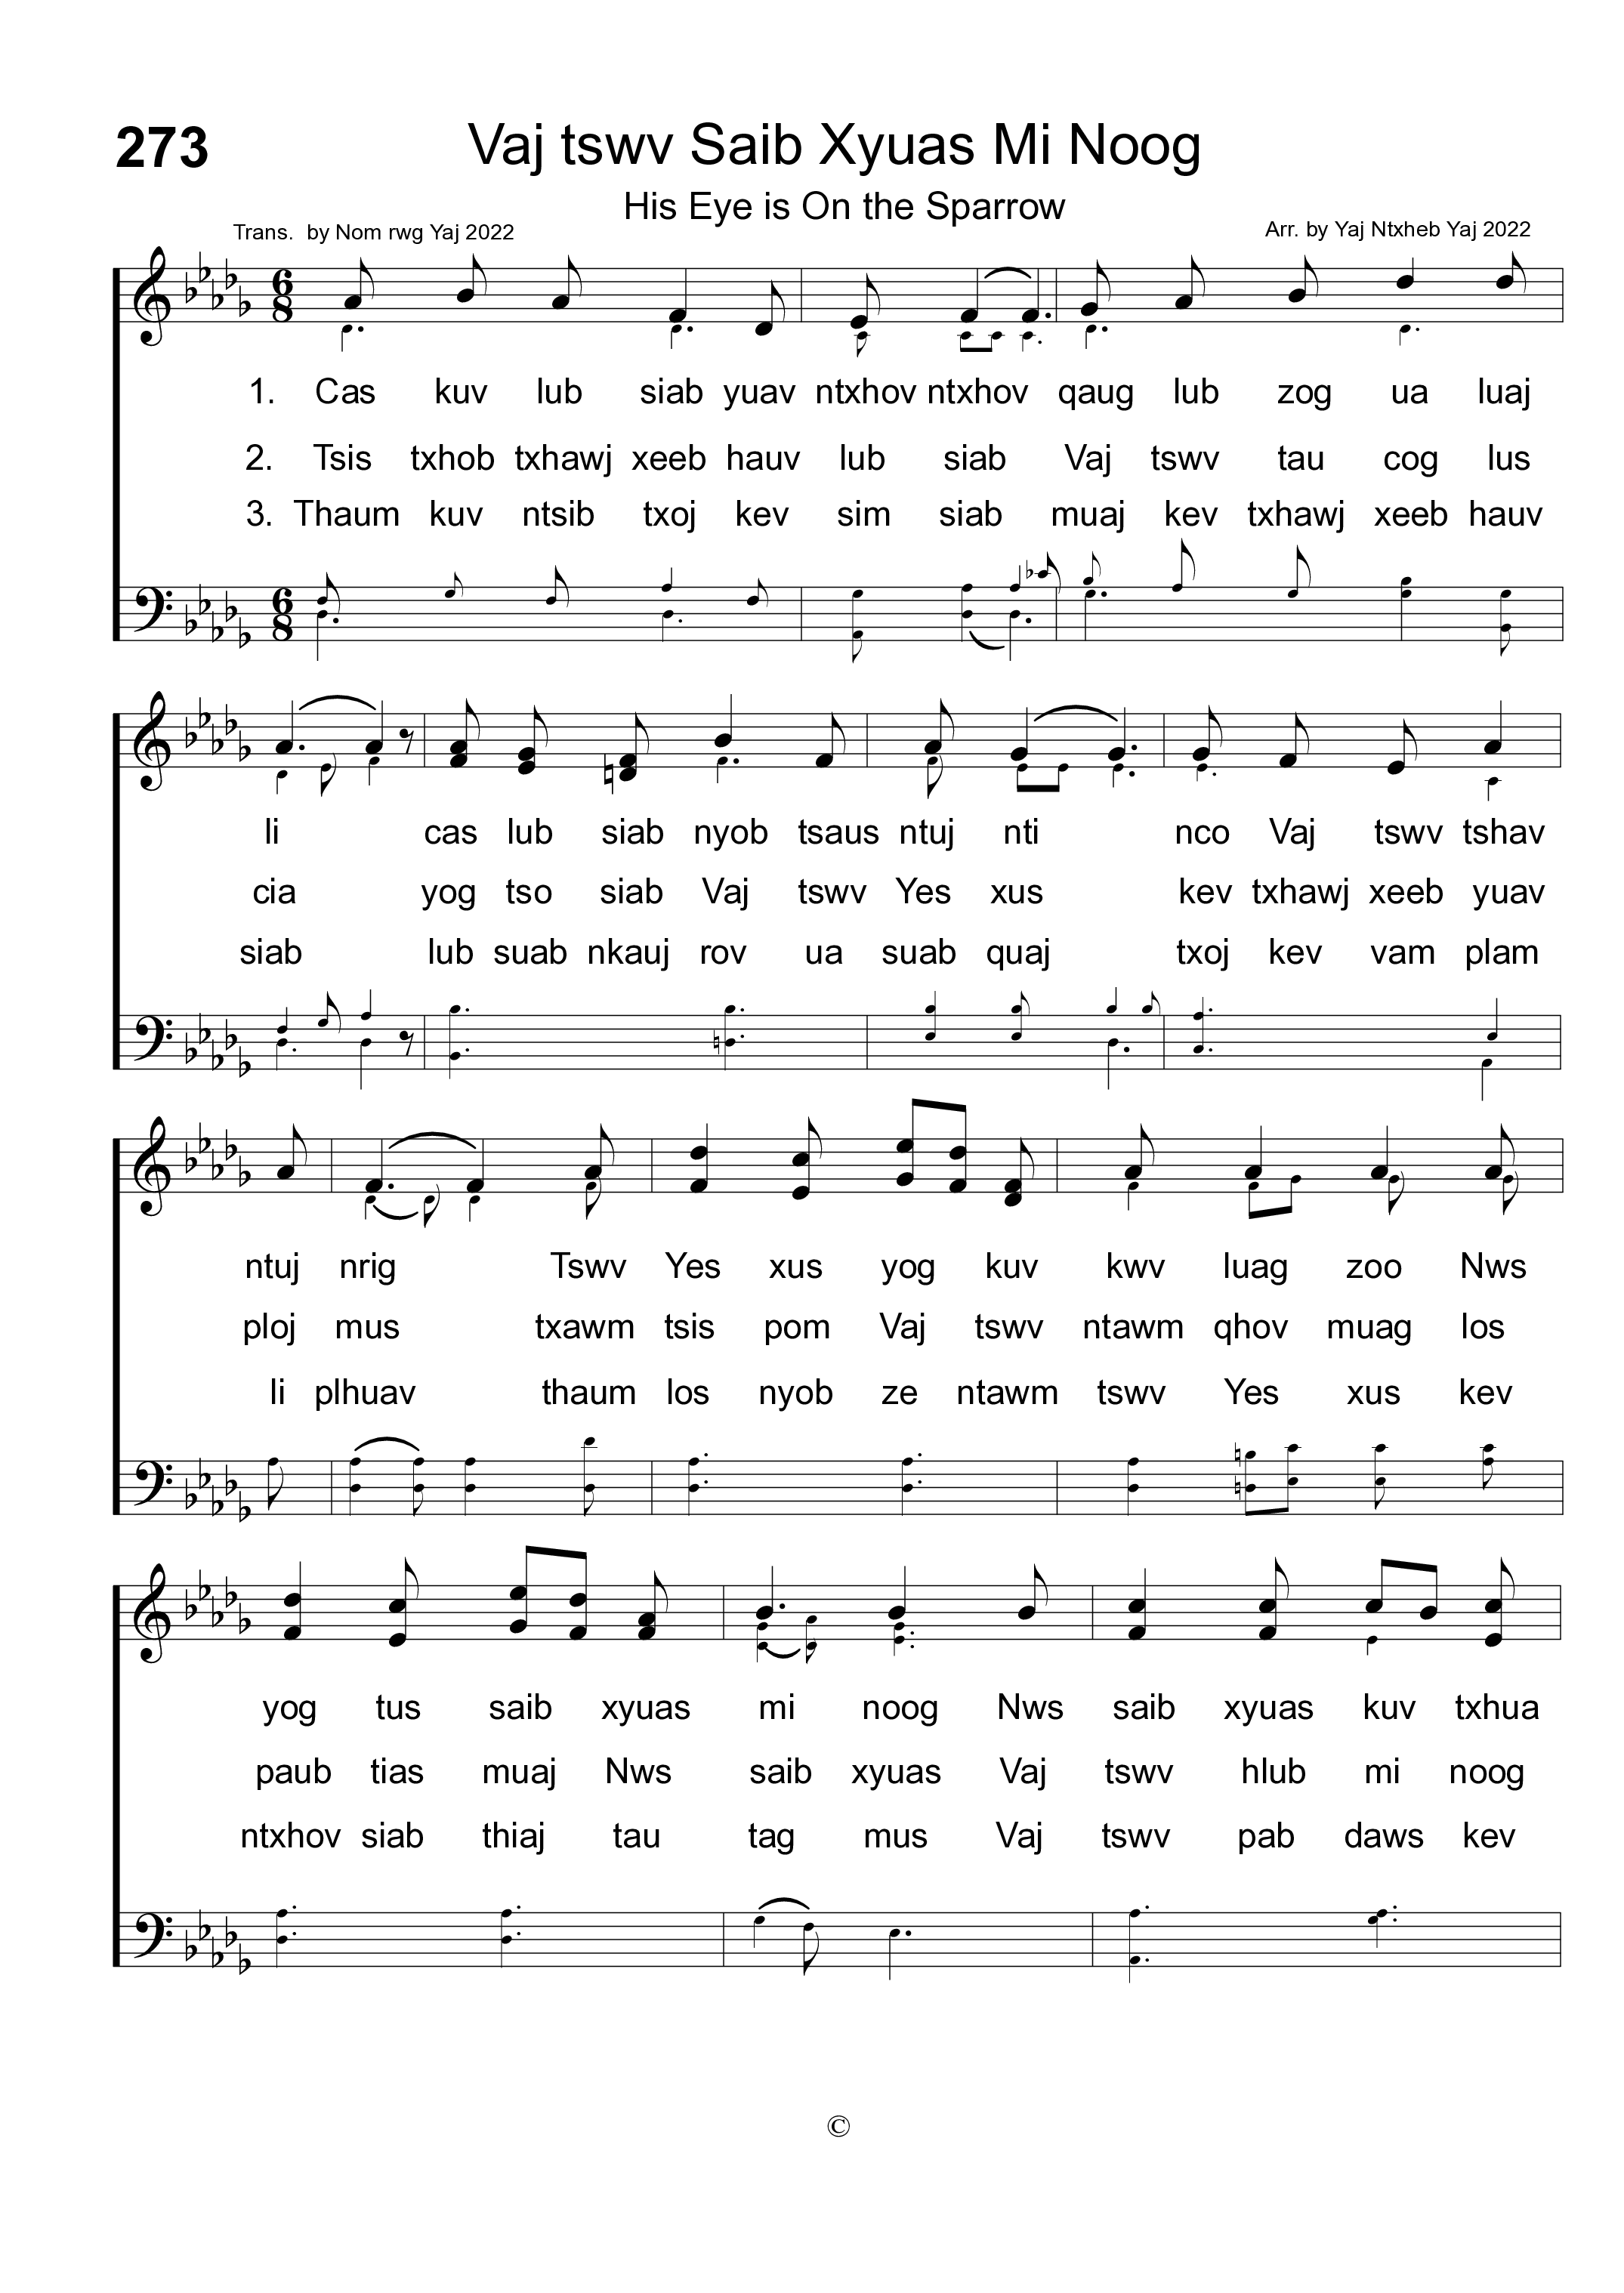 273
Vaj tswv Saib Xyuas Mi Noog
His Eye is On the Sparrow
Trans. by Nom rwg Yaj 2022
Arr. by Yaj Ntxheb Yaj 2022
6 8
1. Cas kuv lub siab yuav ntxhov ntxhov qaug lub zog ua luaj
2. Tsis txhob txhawj xeeb hauv lub siab Vaj tswv tau cog lus
3. Thaum kuv ntsib txoj kev sim siab muaj kev txhawj xeeb hauv
6 8
li cas lub siab nyob tsaus ntuj nti nco Vaj tswv tshav
cia yog tso siab Vaj tswv Yes xus kev txhawj xeeb yuav
siab lub suab nkauj rov ua suab quaj txoj kev vam plam
ntuj nrig Tswv Yes xus yog kuv kwv luag zoo Nws
ploj mus txawm tsis pom Vaj tswv ntawm qhov muag los
li plhuav thaum los nyob ze ntawm tswv Yes xus kev
yog tus saib xyuas mi noog Nws saib xyuas kuv txhua
paub tias muaj Nws saib xyuas Vaj tswv hlub mi noog
ntxhov siab thiaj tau tag mus Vaj tswv pab daws kev
©